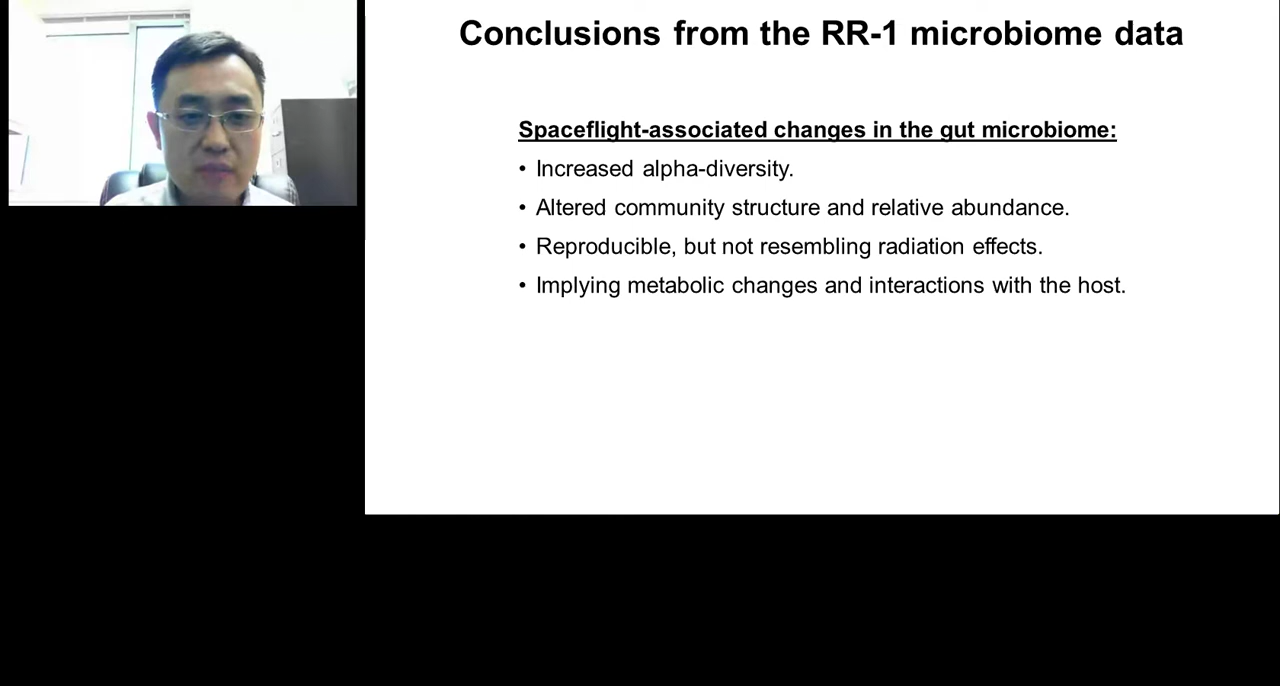 Conclusions from the RR-1 microbiome data
Spaceflight-associated changes in the gut microbiome:
• Increased alpha-diversity.
• Altered community structure and relative abundance.
• Reproducible, but not resembling radiation effects.
• Implying metabolic changes and interactions with the host.